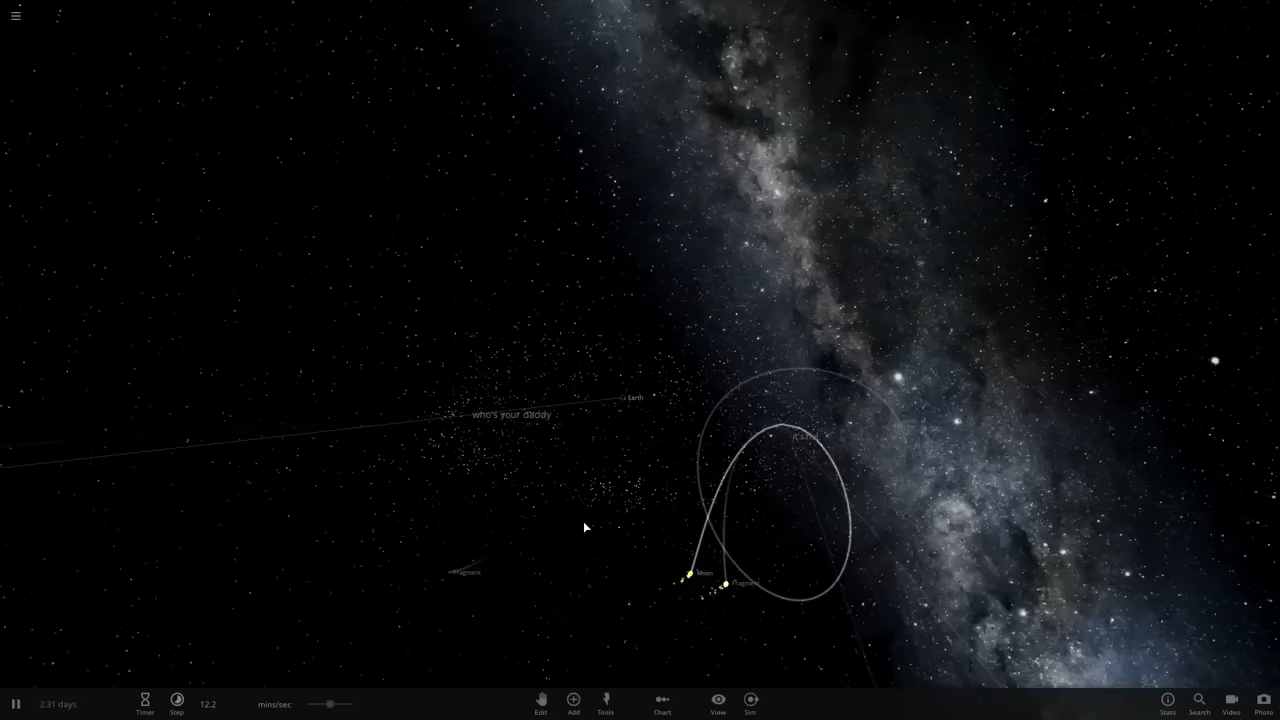 Earth
who's your daddy
Fragment
Moon
Fragment
2.31 days
Timer
Step
12.2
mins/sec
Edit
Add
Tools
Chart
View
Sim
Stats
Search
Video
Photo